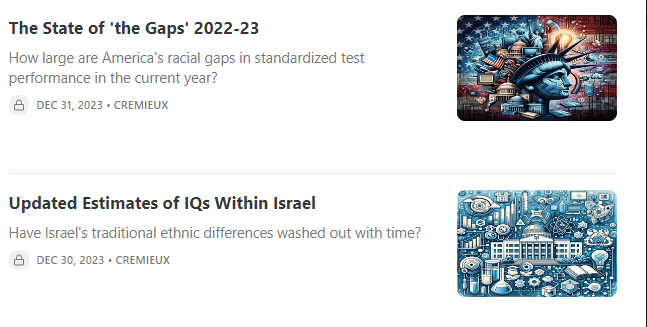 The State of 'the Gaps' 2022-23
How large are America's racial gaps in standardized test
performance in the current year?
DEC 31, 2023 • CREMIEUX
Updated Estimates of IQs Within Israel
Have Israel's traditional ethnic differences washed out with time?
DEC 30, 2023 • CREMIEUX